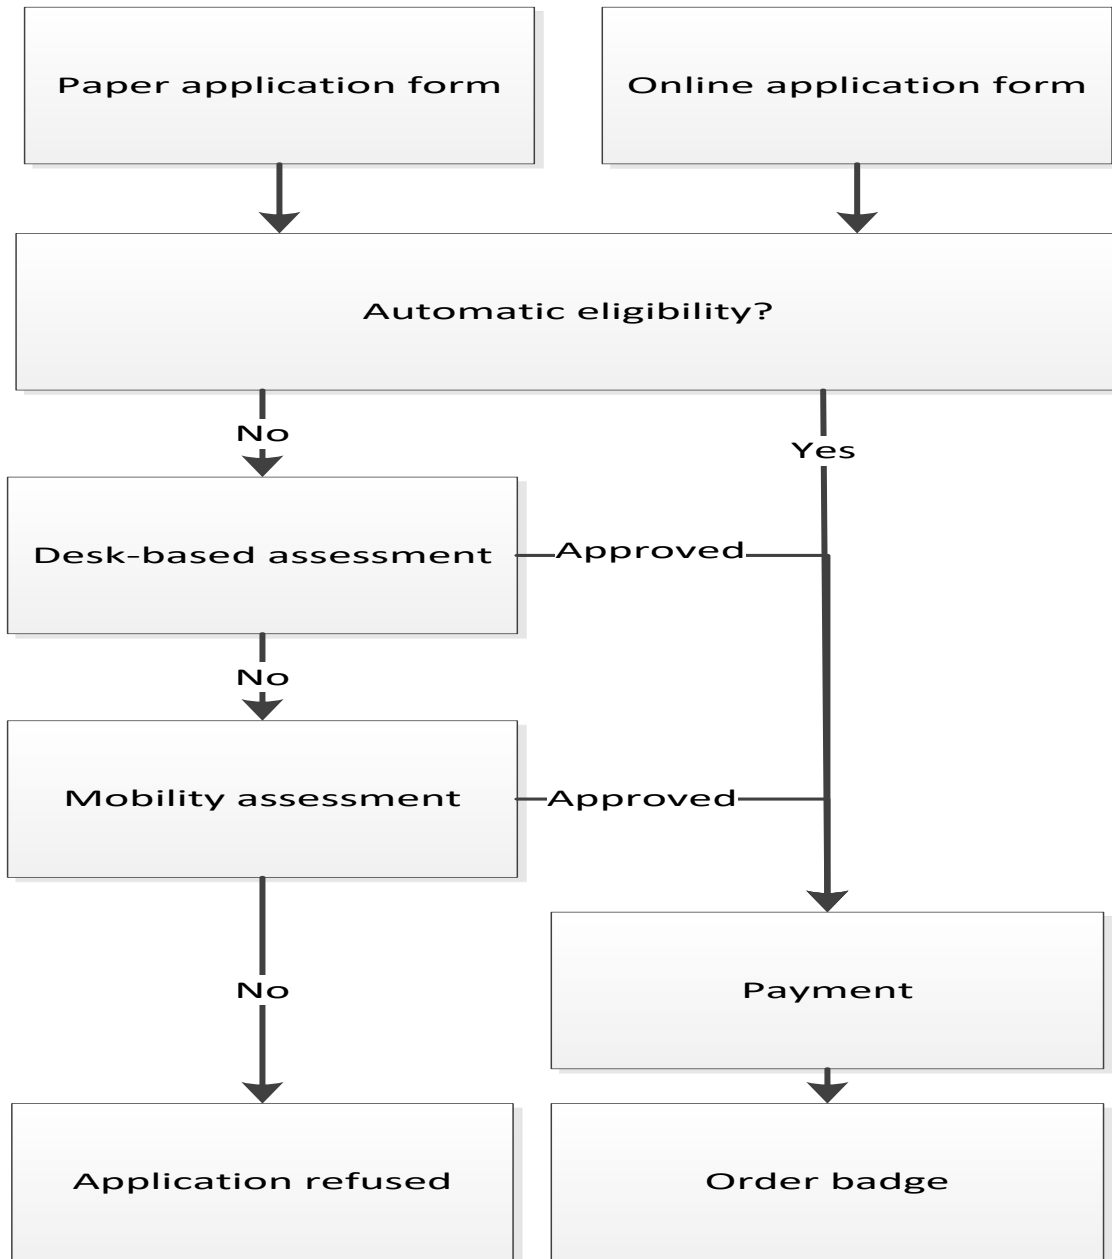 Paper application form
Online application form
Automatic eligibility?
No
Yes
Desk-based assessment
Approved
No
Mobility assessment
Approved
No
Payment
Application refused
Order badge